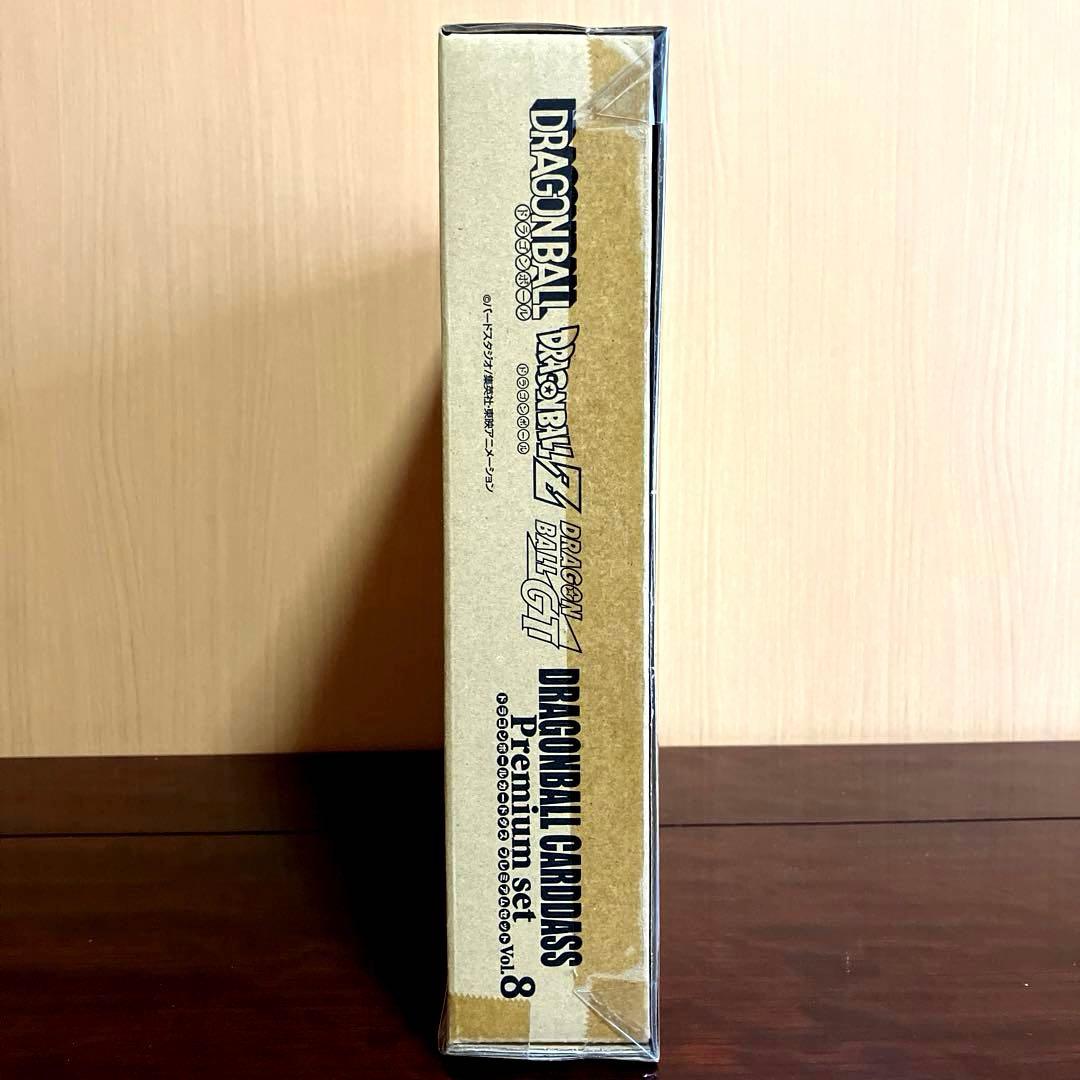 DRAGONBALL
ドラゴンボール
DRAGONBALL Z
ドラゴンボール
DRAGON
BALL GT
DRAGONBALL CARDDASS
Premium set
ドラゴンボールカードダス プレミアムセット Vol.8
©バードスタジオ/集英社・東映アニメーション